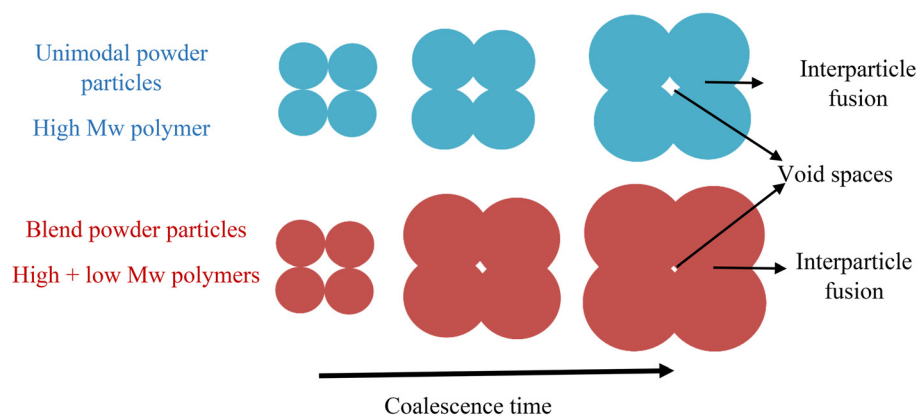 Unimodal powder
particles
High Mw polymer
Interparticle
fusion
Void spaces
Blend powder particles
High + low Mw polymers
Interparticle
fusion
Coalescence time